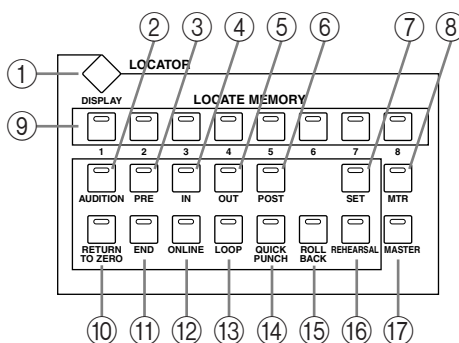 ② ③ ④ ⑤ ⑥ ⑦ ⑧
① LOCATOR
DISPLAY LOCATE MEMORY
⑨
1 2 3 4 5 6 7 8
AUDITION PRE IN OUT POST SET MTR
RETURN TO ZERO END ONLINE LOOP QUICK PUNCH ROLL BACK REHEARSAL MASTER
⑩ ⑪ ⑫ ⑬ ⑭ ⑮ ⑯ ⑰